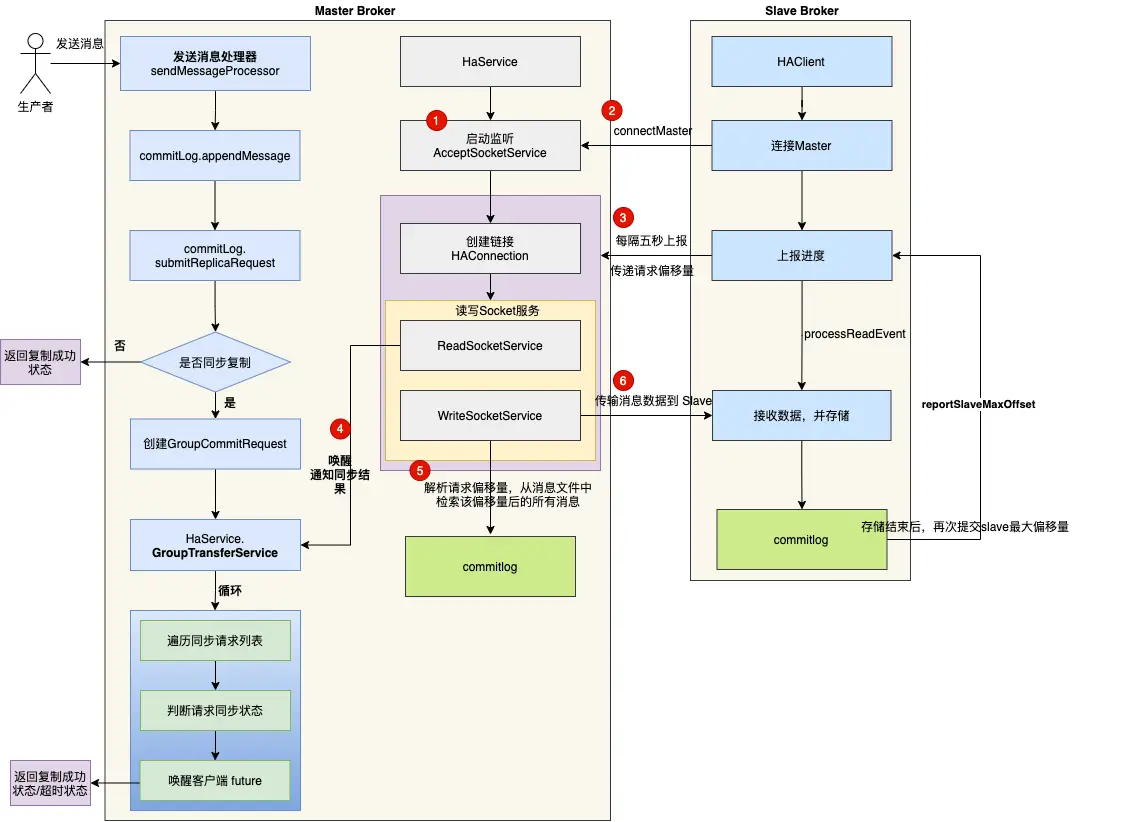 Master Broker
Slave Broker
发送消息
生产者
发送消息处理器
sendMessageProcessor
commitLog.appendMessage
commitLog.
submitReplicaRequest
是否同步复制
否
返回复制成功
状态
是
创建GroupCommitRequest
HaService.
GroupTransferService
循环
遍历同步请求列表
判断请求同步状态
唤醒客户端 future
返回复制成功
状态/超时状态
HaService
1
启动监听
AcceptSocketService
创建链接
HAConnection
读写Socket服务
ReadSocketService
WriteSocketService
4
唤醒
通知同步结
果
5
解析请求偏移量，从消息文件中
检索该偏移量后的所有消息
commitlog
2
connectMaster
3
每隔五秒上报
传递请求偏移量
6
传输消息数据到 Slave
HAClient
连接Master
上报进度
processReadEvent
接收数据，并存储
commitlog
reportSlaveMaxOffset
存储结束后，再次提交slave最大偏移量